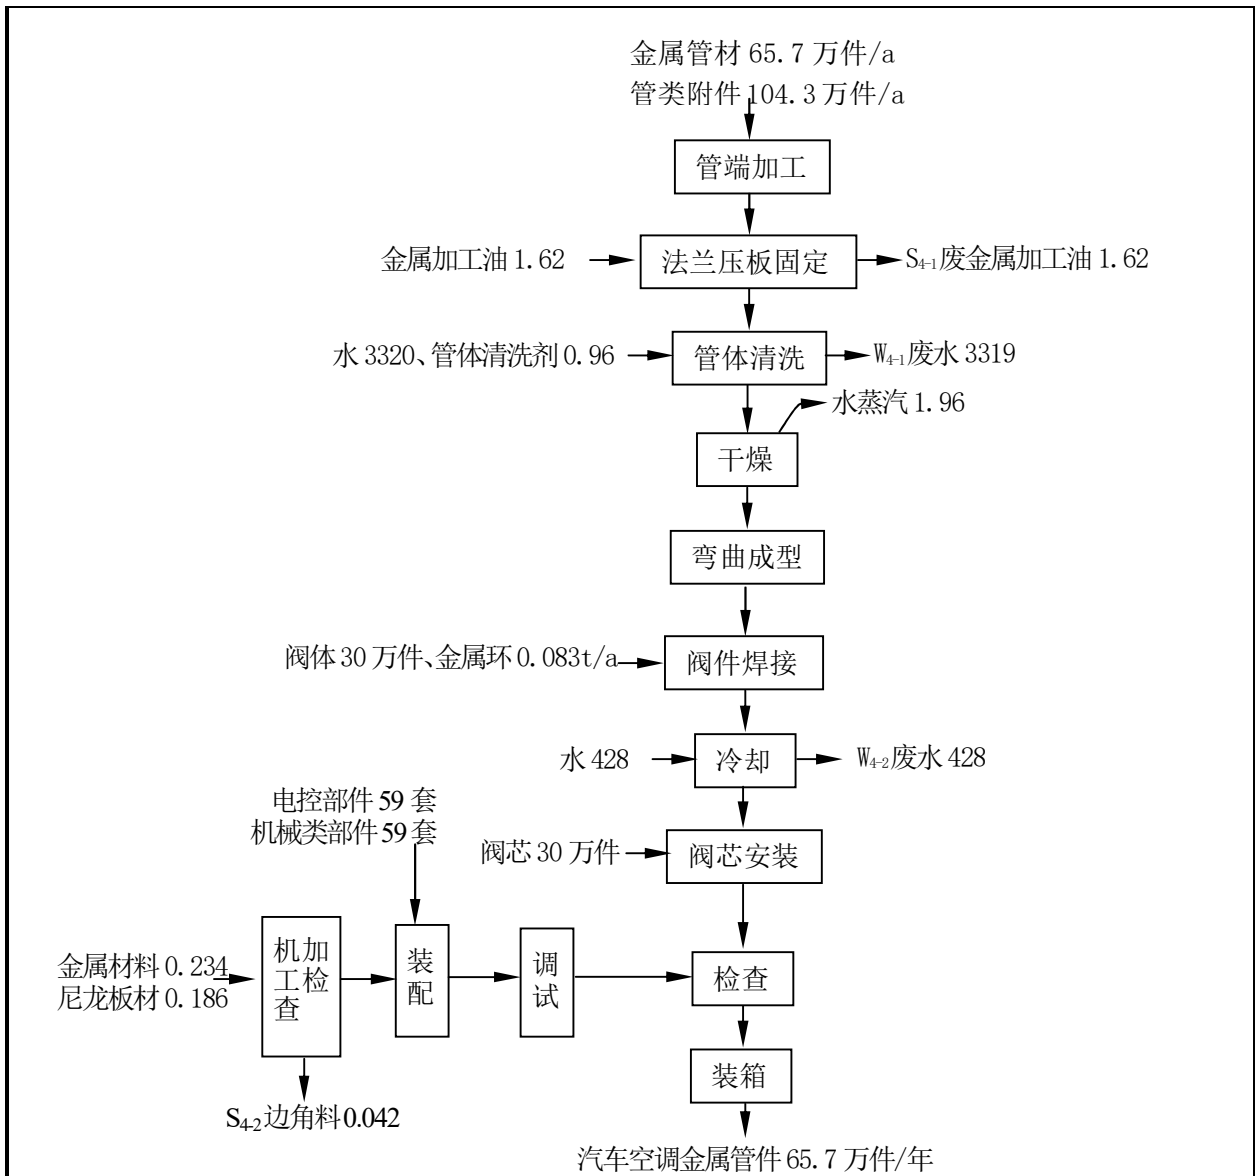 金属管材 65.7 万件/a
管类附件 104.3 万件/a
管端加工
金属加工油 1.62
法兰压板固定
S4-1废金属加工油 1.62
水 3320、管体清洗剂 0.96
管体清洗
W4-1废水 3319
水蒸汽 1.96
干燥
弯曲成型
阀体 30 万件、金属环 0.083t/a
阀件焊接
水 428
冷却
W4-2废水 428
电控部件 59 套
机械类部件 59 套
阀芯 30 万件
阀芯安装
金属材料 0.234
尼龙板材 0.186
机加
工检
查
装
配
调
试
检查
装箱
S4-2边角料 0.042
汽车空调金属管件 65.7 万件/年